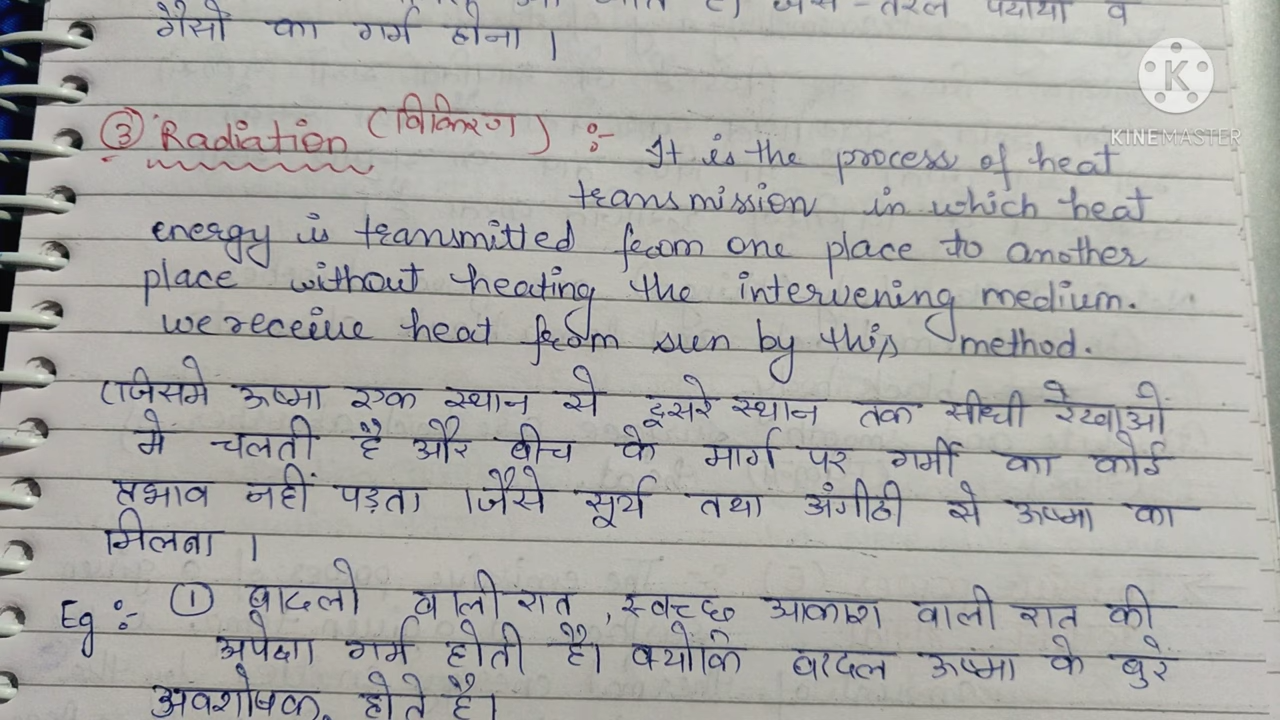 जैसे - तरल पदार्थो व
गैसो का गर्म होना ।
K
KINEMASTER
③ Radiation (विकिरण) :- It is the process of heat
transmission in which heat
energy is transmitted from one place to another
place without heating the intervening medium.
we receive heat from sun by this method.
(जिसमे ऊष्मा एक स्थान से दूसरे स्थान तक सीधी रेखाओं
मे चलती है और बीच के मार्ग पर गर्मी का कोई
प्रभाव नहीं पड़ता । जैसे सूर्य तथा अंगीठी से ऊष्मा का
मिलना ।
Eg :- ① बादलो वाली रात , स्वच्छ आकाश वाली रात की
अपेक्षा गर्म होती है। क्योकि बादल ऊष्मा के बुरे
अवशोषक होते है।